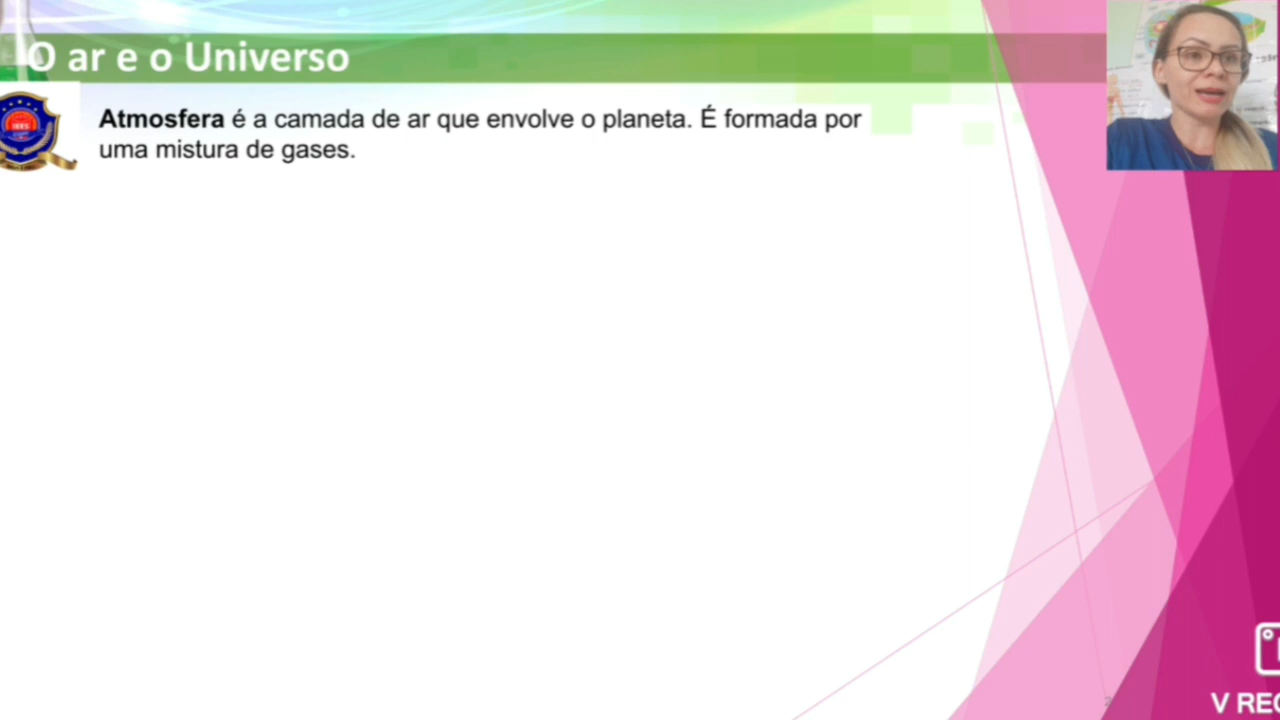 O ar e o Universo
Atmosfera é a camada de ar que envolve o planeta. É formada por
uma mistura de gases.
V REC